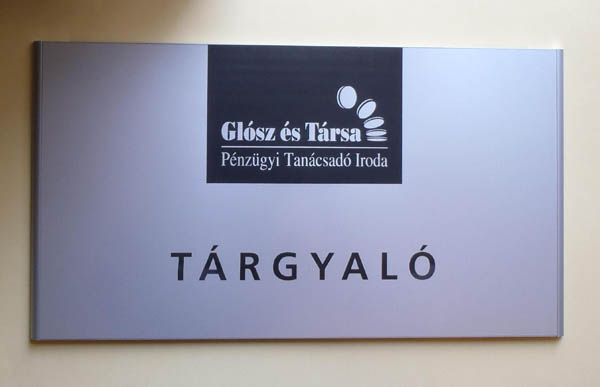 Glósz és Társa
Pénzügyi Tanácsadó Iroda
TÁRGYALÓ